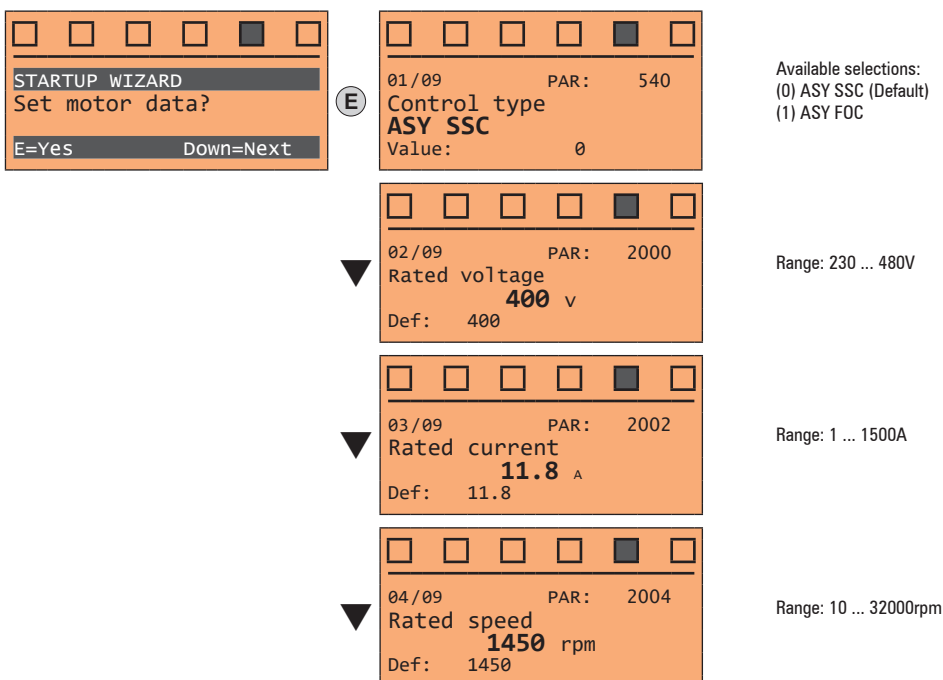 STARTUP WIZARD
Set motor data?
E=Yes Down=Next
E
01/09 PAR: 540
Control type
ASY SSC
Value: 0
Available selections:
(0) ASY SSC (Default)
(1) ASY FOC
02/09 PAR: 2000
Rated voltage
400 V
Def: 400
Range: 230 ... 480V
03/09 PAR: 2002
Rated current
11.8 A
Def: 11.8
Range: 1 ... 1500A
04/09 PAR: 2004
Rated speed
1450 rpm
Def: 1450
Range: 10 ... 32000rpm